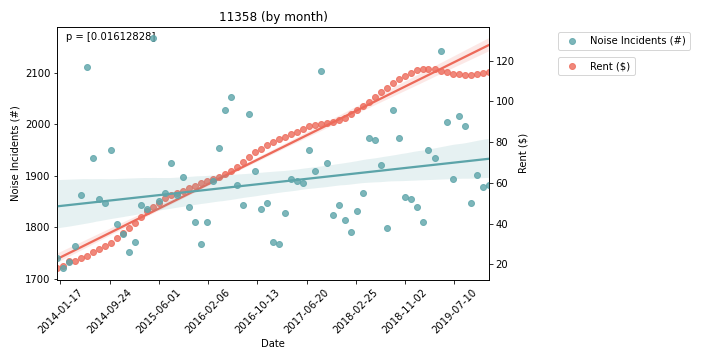 11358 (by month)
p = [0.01612828]
Noise Incidents (#)
Rent ($)
2100
2000
1900
1800
1700
120
100
80
60
40
20
Noise Incidents (#)
Rent ($)
2014-01-17
2014-09-24
2015-06-01
2016-02-06
2016-10-13
2017-06-20
2018-02-25
2018-11-02
2019-07-10
Date